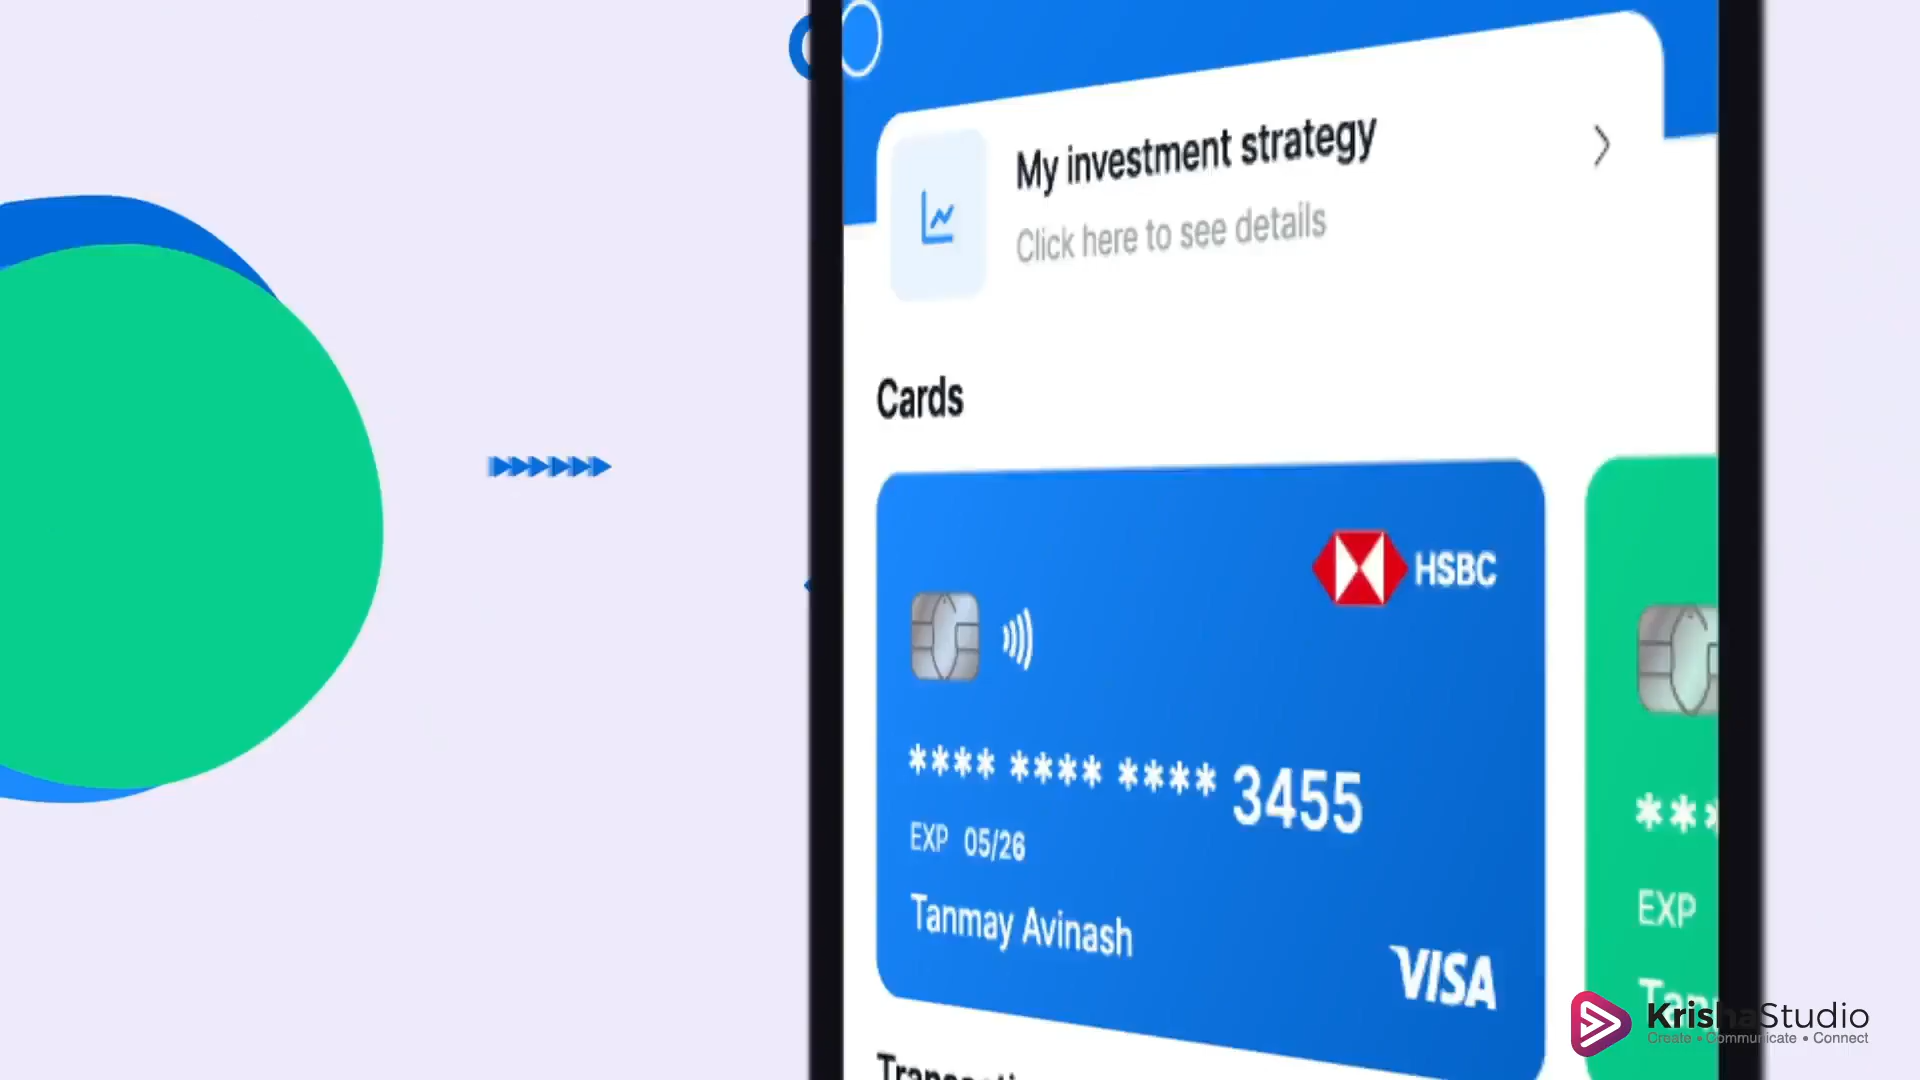 My investment strategy
Click here to see details
Cards
HSBC
**** **** **** 3455
EXP 05/26
Tanmay Avinash
VISA
***
EXP
KrishaStudio
Create • Communicate • Connect